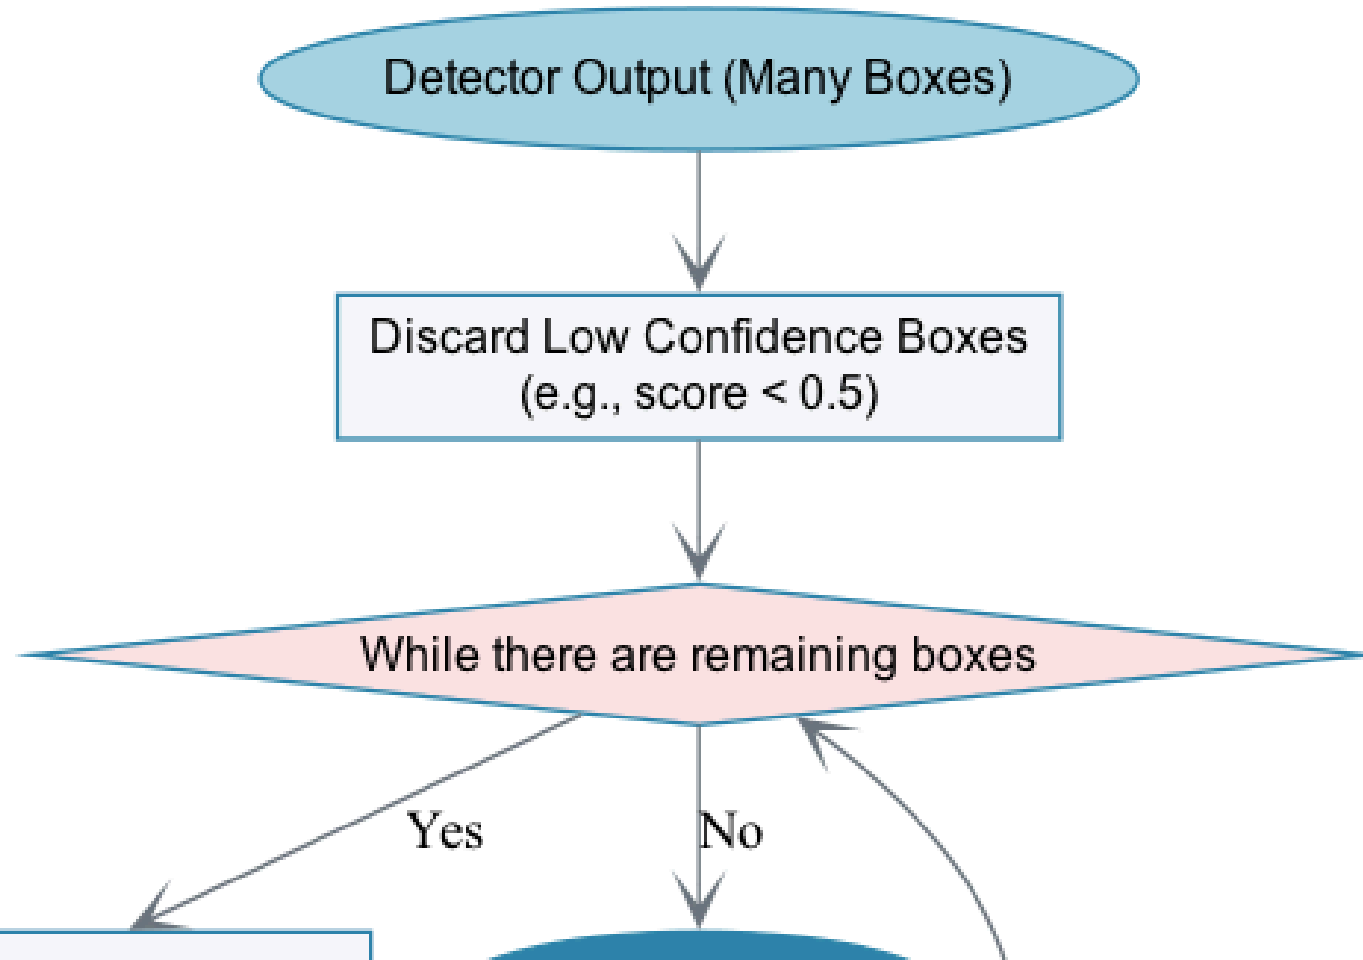 Detector Output (Many Boxes)
Discard Low Confidence Boxes
(e.g., score < 0.5)
While there are remaining boxes
Yes
No